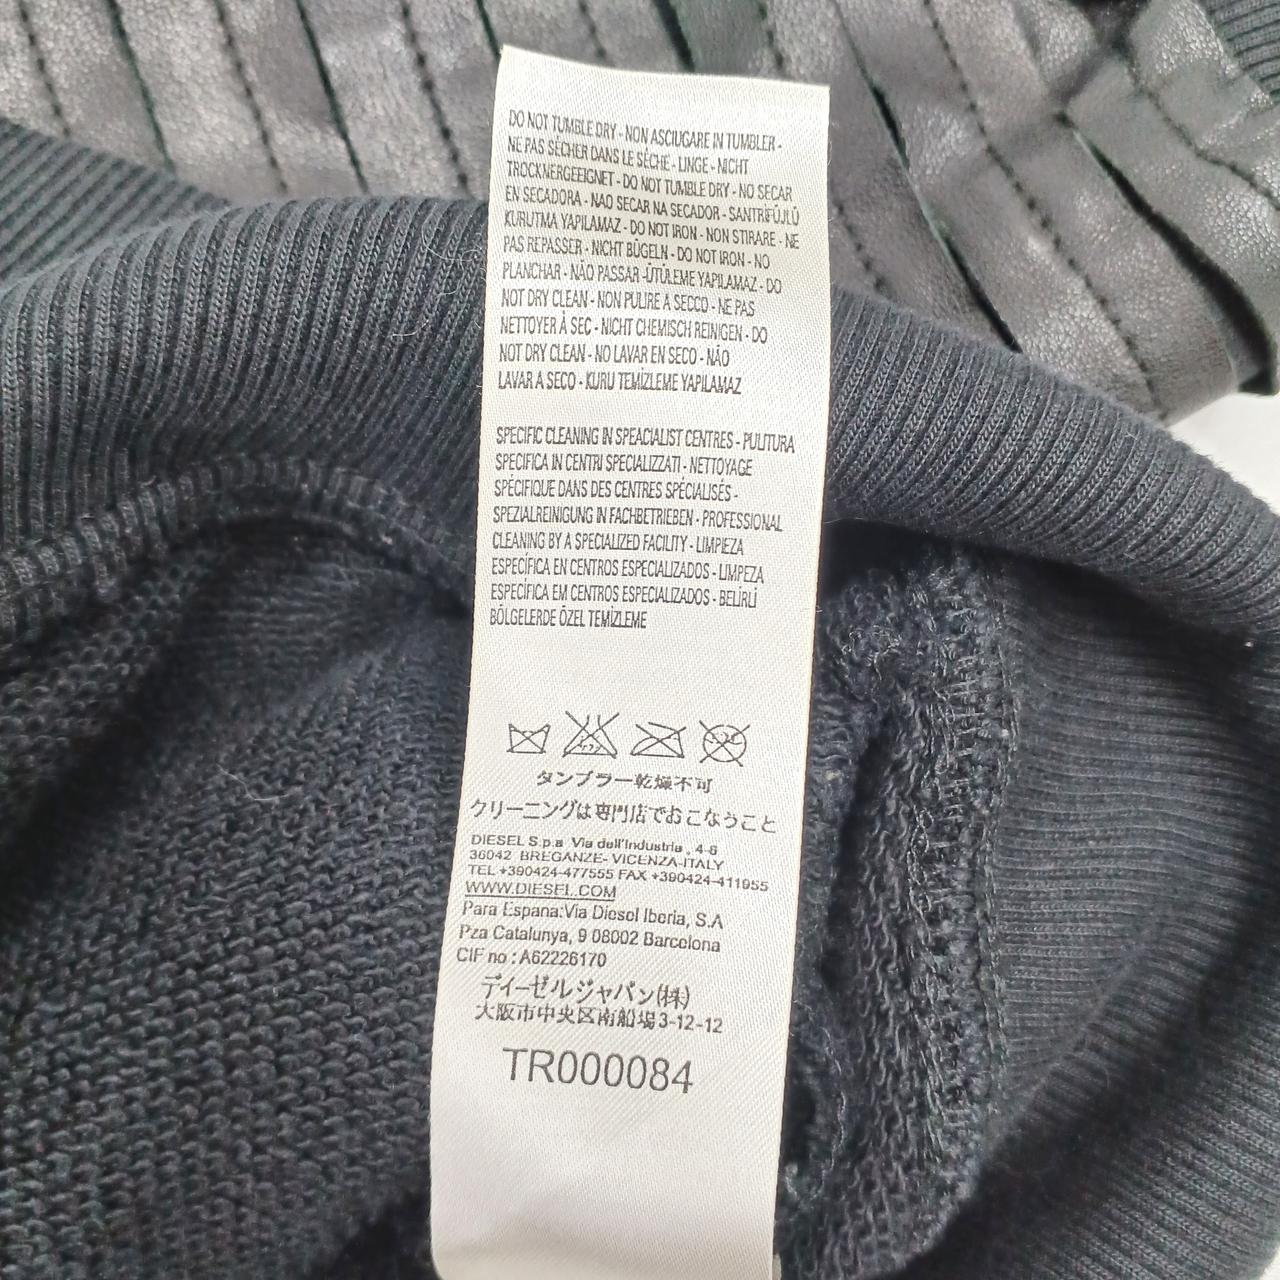 DO NOT TUMBLE DRY - NON ASCIUGARE IN TUMBLER -
NE PAS SÈCHER DANS LE SÈCHE - LINGE - NICHT
TROCKNERGEEIGNET - DO NOT TUMBLE DRY - NO SECAR
EN SECADORA - NAO SECAR NA SECADOR - SANTRİFÜJLÜ
KURUTMA YAPILAMAZ - DO NOT IRON - NON STIRARE - NE
PAS REPASSER - NICHT BÜGELN - DO NOT IRON - NO
PLANCHAR - NÃO PASSAR -ÜTÜLEME YAPILAMAZ - DO
NOT DRY CLEAN - NON PULIRE A SECCO - NE PAS
NETTOYER À SEC - NICHT CHEMISCH REINIGEN - DO
NOT DRY CLEAN - NO LAVAR EN SECO - NÃO
LAVAR A SECO - KURU TEMİZLEME YAPILAMAZ
SPECIFIC CLEANING IN SPEACIALIST CENTRES - PULITURA
SPECIFICA IN CENTRI SPECIALIZZATI - NETTOYAGE
SPÉCIFIQUE DANS DES CENTRES SPÉCIALISÉS -
SPEZIALREINIGUNG IN FACHBETRIEBEN - PROFESSIONAL
CLEANING BY A SPECIALIZED FACILITY - LIMPIEZA
ESPECÍFICA EN CENTROS ESPECIALIZADOS - LIMPEZA
ESPECÍFICA EM CENTROS ESPECIALIZADOS - BELİRLİ
BÖLGELERDE ÖZEL TEMİZLEME
タンブラー乾燥不可
クリーニングは専門店でおこなうこと
DIESEL S.p.a Via dell'Industria , 4-6
36042 BREGANZE- VICENZA-ITALY
TEL +390424-477555 FAX +390424-411955
WWW.DIESEL.COM
Para Espana:Via Diesel Iberia, S.A
Pza Catalunya, 9 08002 Barcelona
CIF no : A62226170
ディーゼルジャパン(株)
大阪市中央区南船場3-12-12
TR000084